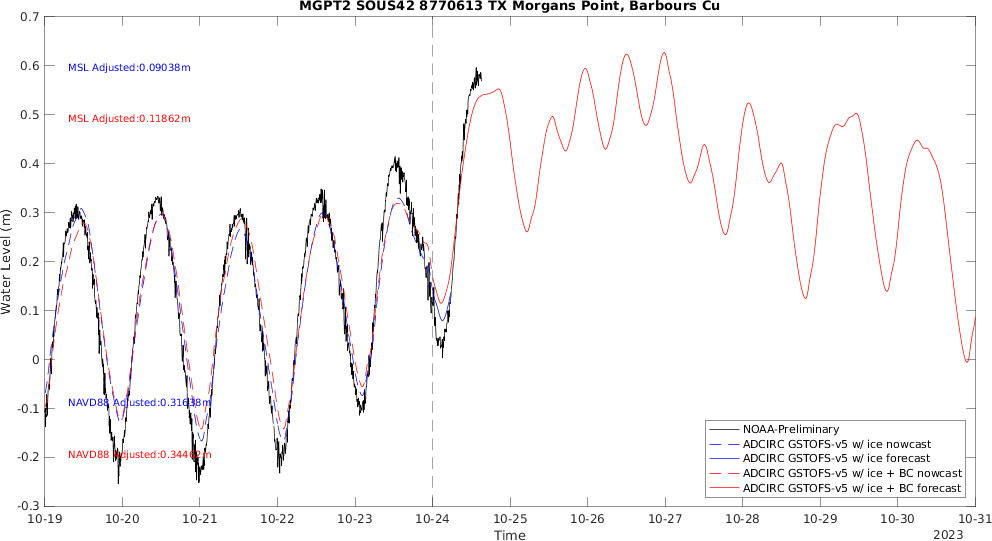 MGPT2 SOUS42 8770613 TX Morgans Point, Barbours Cu
0.7
0.6
0.5
0.4
0.3
0.2
0.1
0
-0.1
-0.2
-0.3
Water Level (m)
MSL Adjusted:0.09038m
MSL Adjusted:0.11862m
NAVD88 Adjusted:0.31638m
NAVD88 Adjusted:0.34462m
NOAA-Preliminary
ADCIRC GSTOFS-v5 w/ ice nowcast
ADCIRC GSTOFS-v5 w/ ice forecast
ADCIRC GSTOFS-v5 w/ ice + BC nowcast
ADCIRC GSTOFS-v5 w/ ice + BC forecast
10-19 10-20 10-21 10-22 10-23 10-24 10-25 10-26 10-27 10-28 10-29 10-30 10-31
Time
2023